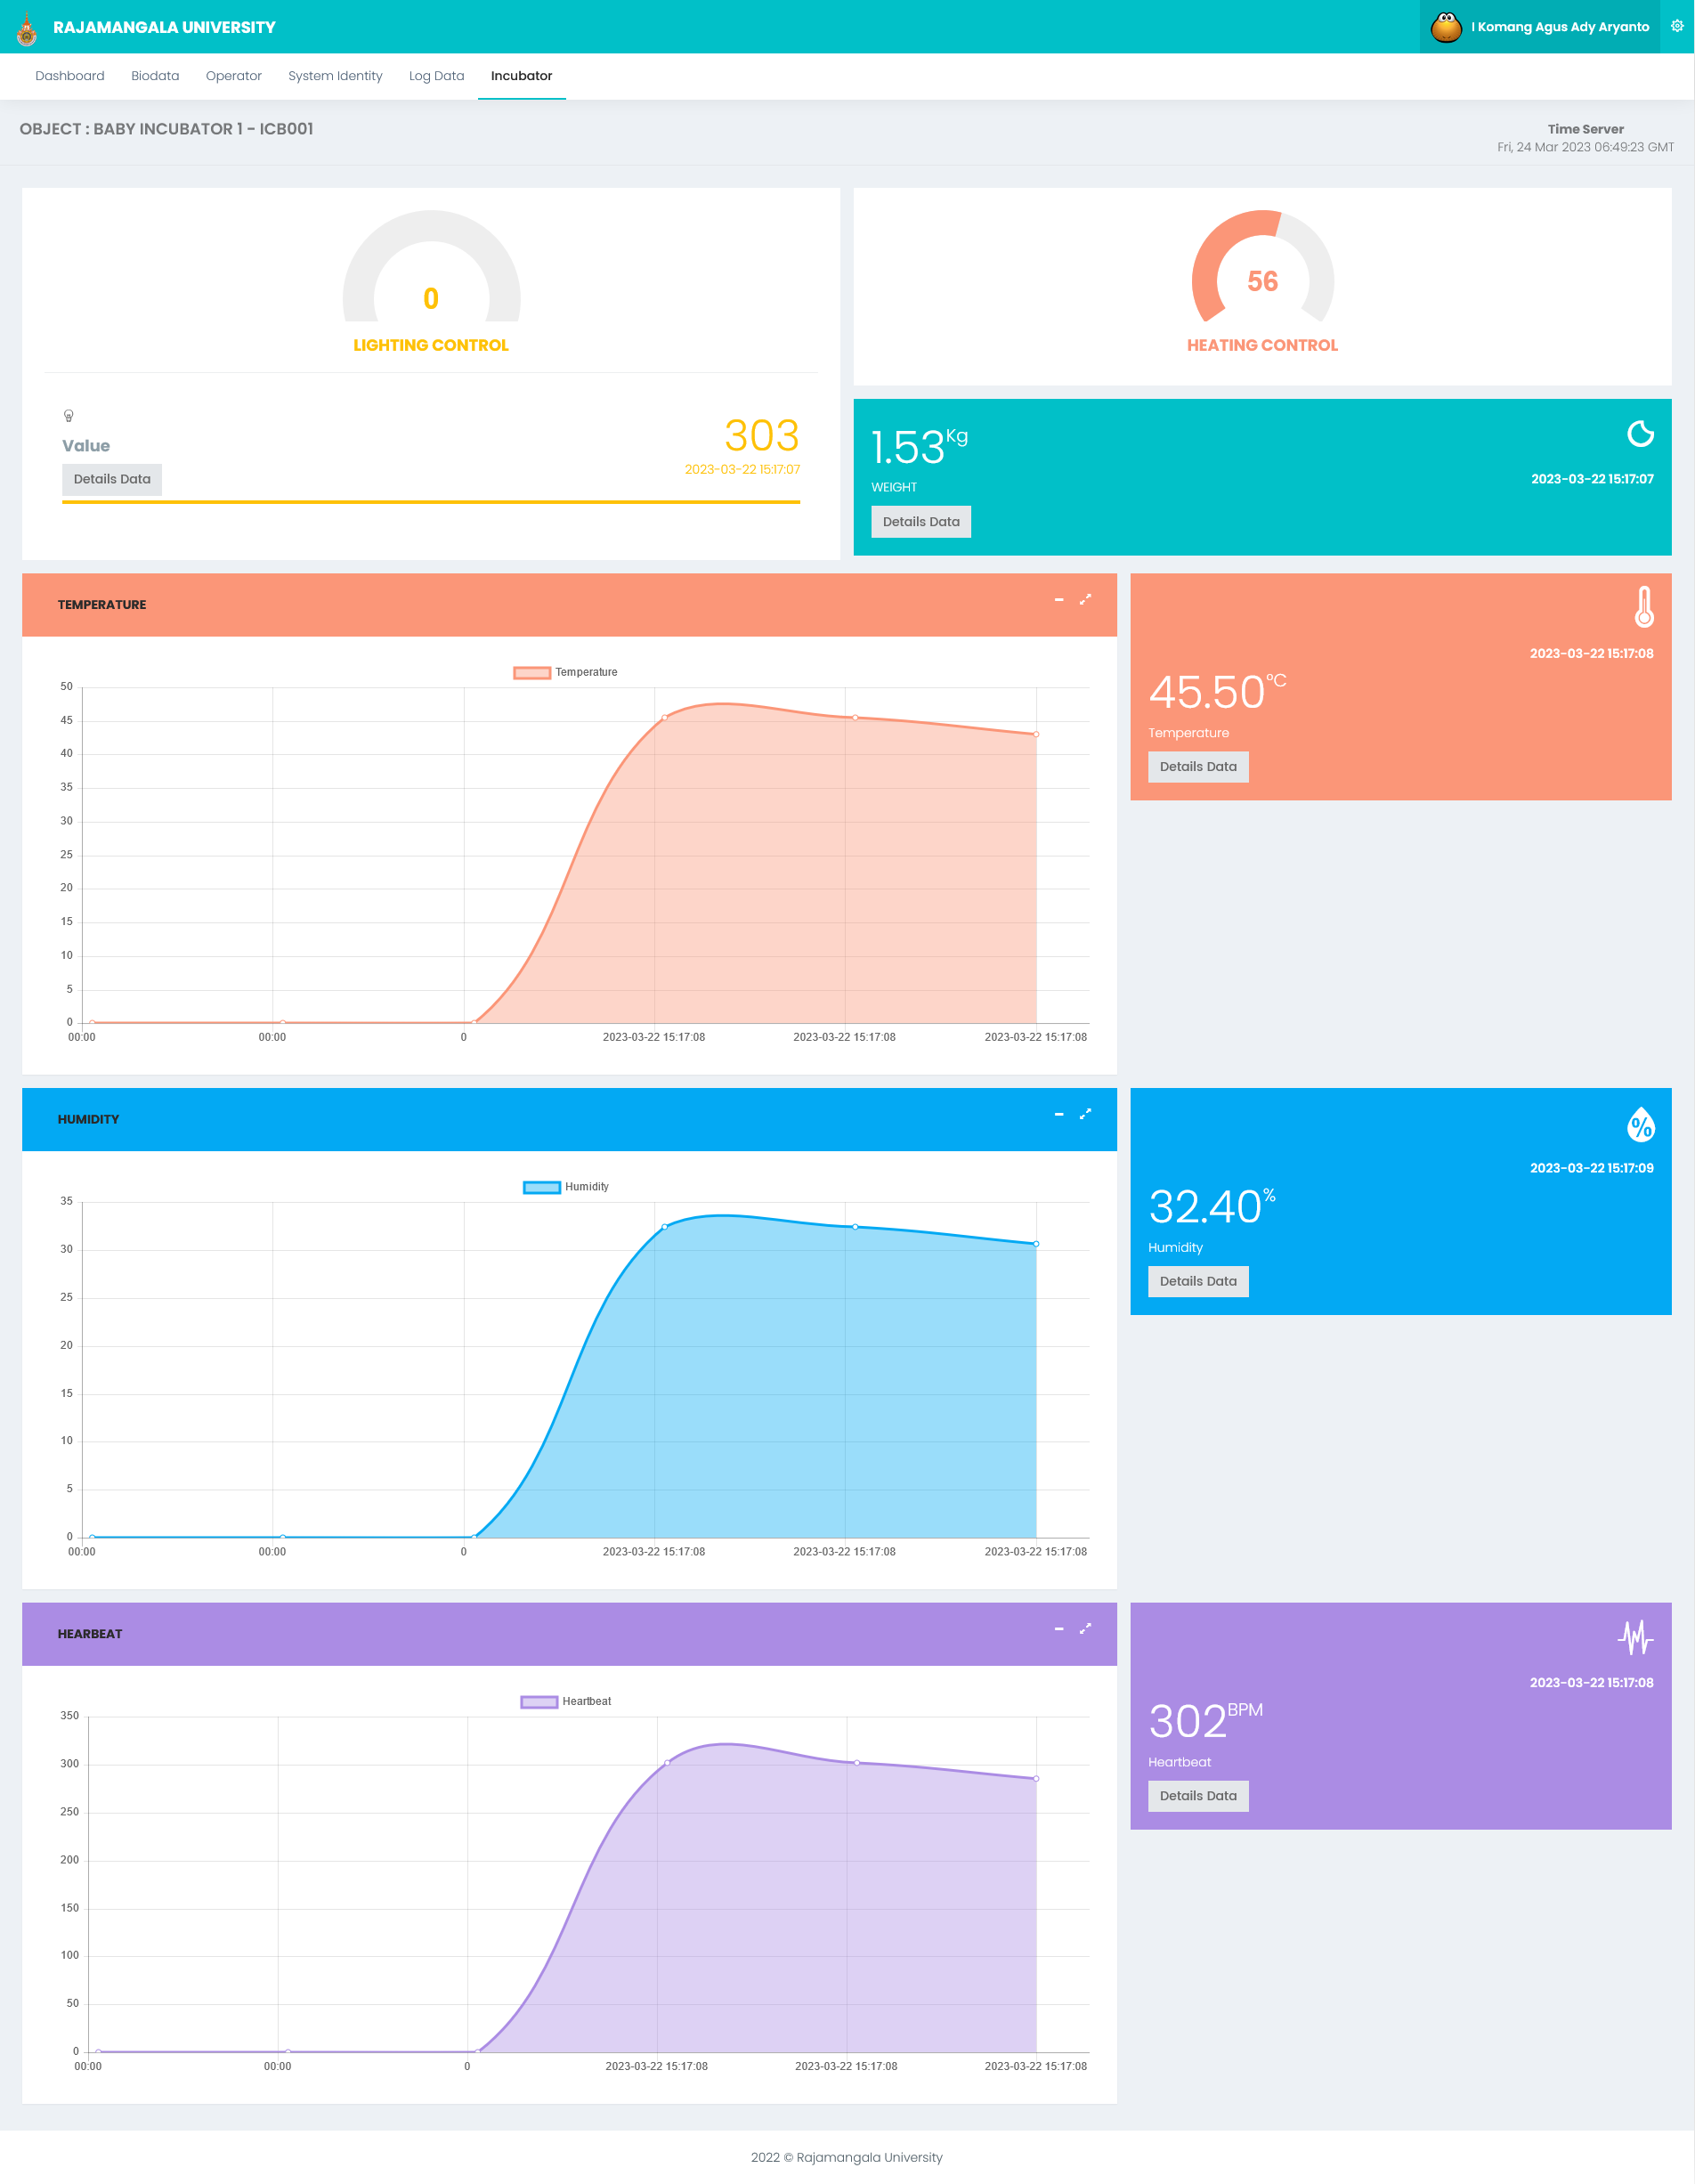 RAJAMANGALA UNIVERSITY
I Komang Agus Ady Aryanto
Dashboard Biodata Operator System Identity Log Data Incubator
OBJECT : BABY INCUBATOR 1 - ICB001
Time Server
Fri, 24 Mar 2023 06:49:23 GMT
0
LIGHTING CONTROL
Value
Details Data
303
2023-03-22 15:17:07
56
HEATING CONTROL
1.53Kg
WEIGHT
2023-03-22 15:17:07
Details Data
TEMPERATURE
Temperature
50
45
40
35
30
25
20
15
10
5
0
00:00 00:00 0 2023-03-22 15:17:08 2023-03-22 15:17:08 2023-03-22 15:17:08
2023-03-22 15:17:08
45.50°C
Temperature
Details Data
HUMIDITY
Humidity
35
30
25
20
15
10
5
0
00:00 00:00 0 2023-03-22 15:17:08 2023-03-22 15:17:08 2023-03-22 15:17:08
%
2023-03-22 15:17:09
32.40%
Humidity
Details Data
HEARBEAT
Heartbeat
350
300
250
200
150
100
50
0
00:00 00:00 0 2023-03-22 15:17:08 2023-03-22 15:17:08 2023-03-22 15:17:08
2023-03-22 15:17:08
302BPM
Heartbeat
Details Data
2022 © Rajamangala University